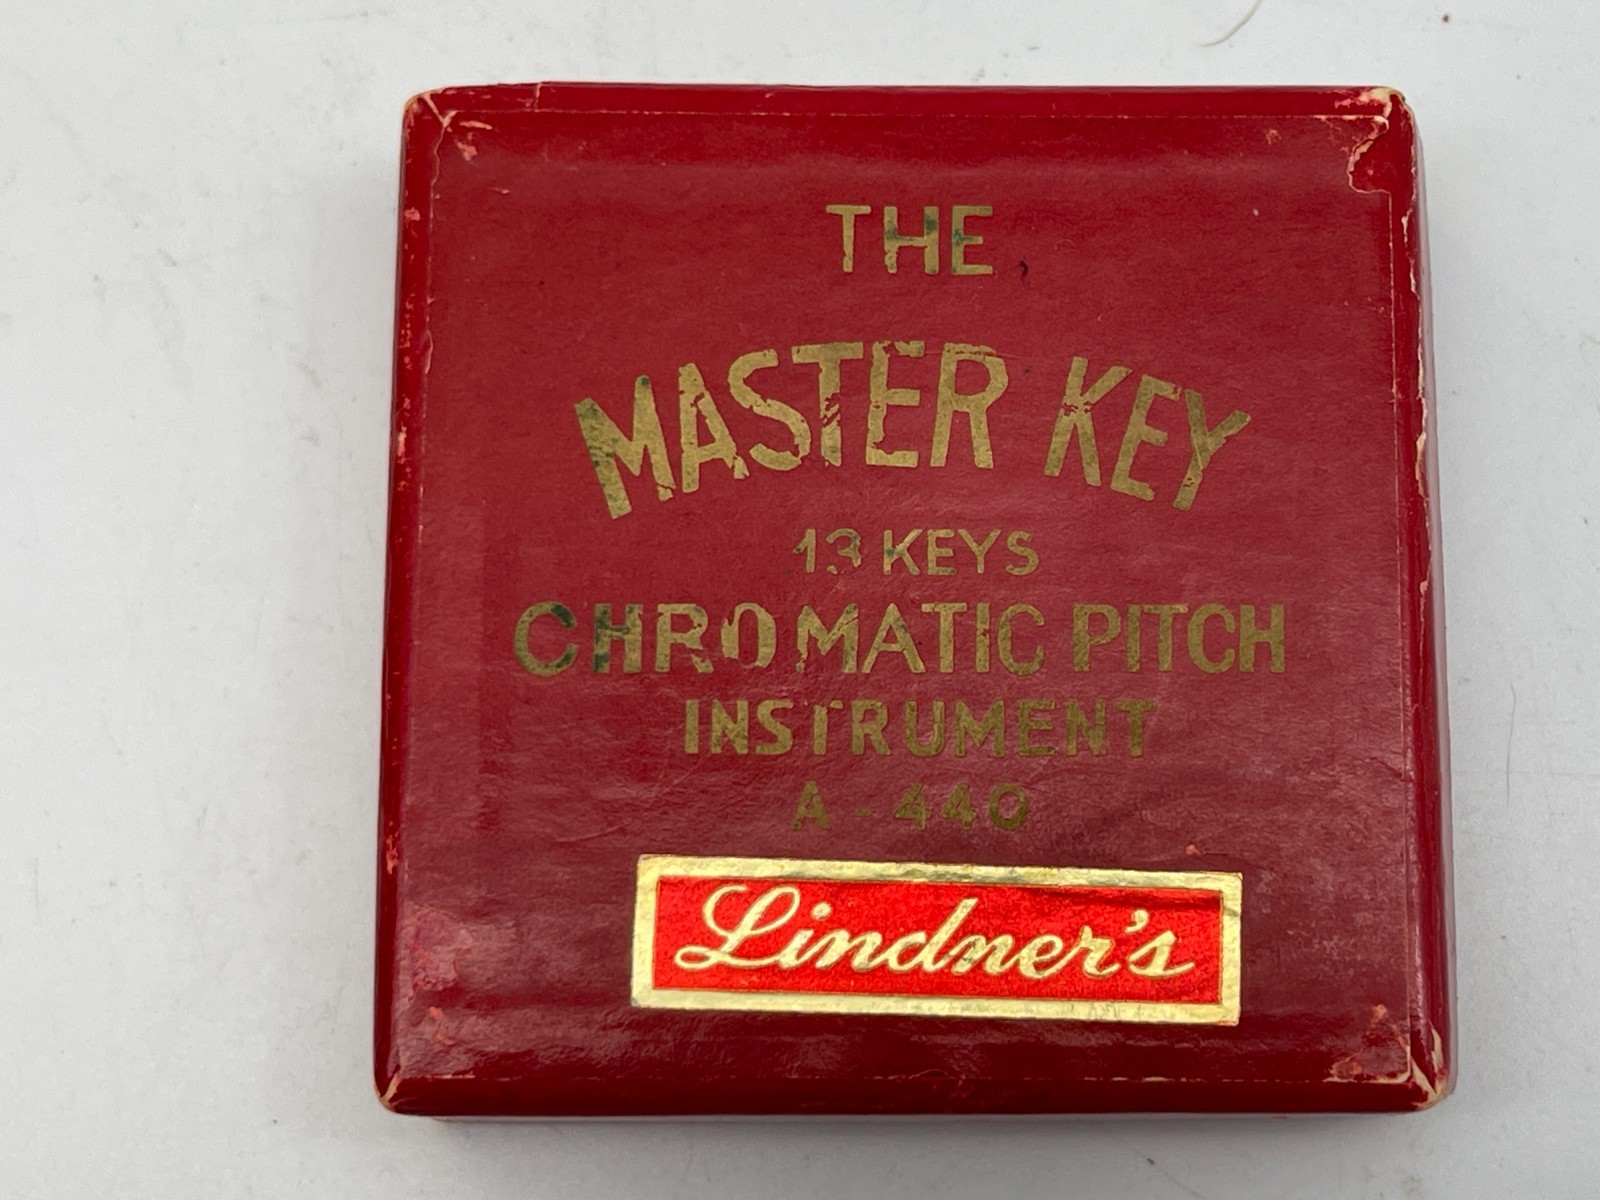 THE
MASTER KEY
13 KEYS
CHROMATIC PITCH
INSTRUMENT
A - 440
Lindner's